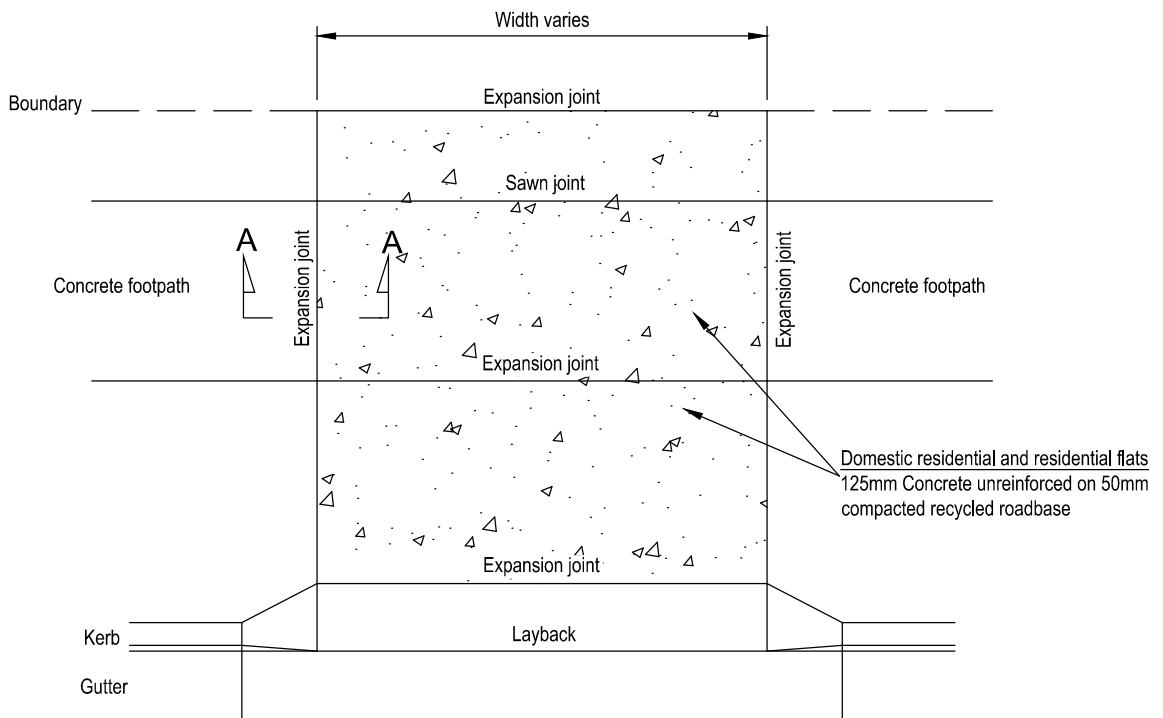 Width varies
Boundary
Expansion joint
Sawn joint
A
A
Concrete footpath
Expansion joint
Expansion joint
Concrete footpath
Expansion joint
Domestic residential and residential flats
125mm Concrete unreinforced on 50mm
compacted recycled roadbase
Expansion joint
Kerb
Layback
Gutter